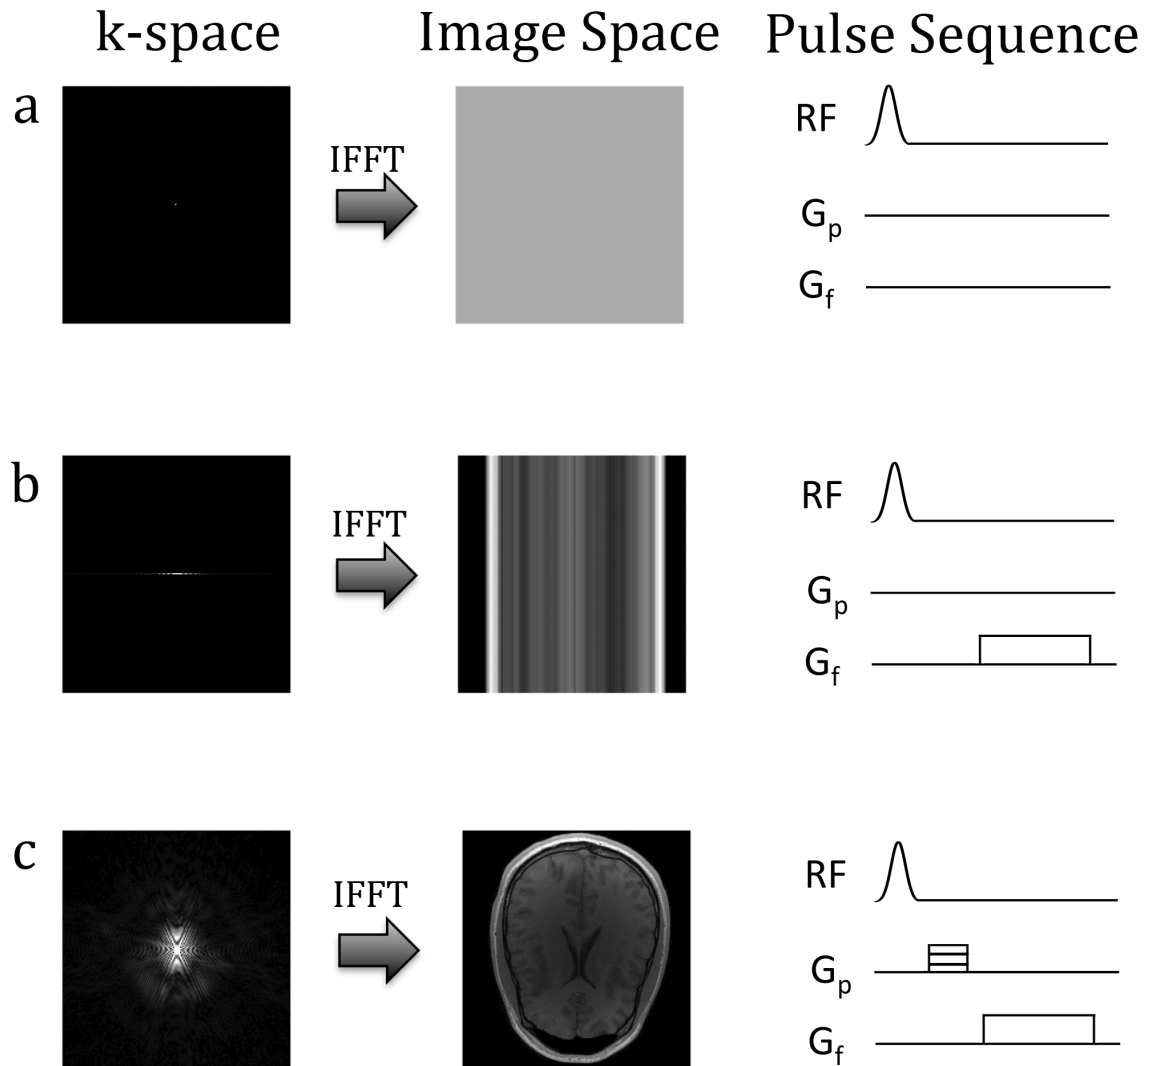 k-space Image Space Pulse Sequence
a
IFFT
RF
Gp
Gf
b
IFFT
RF
Gp
Gf
c
IFFT
RF
Gp
Gf